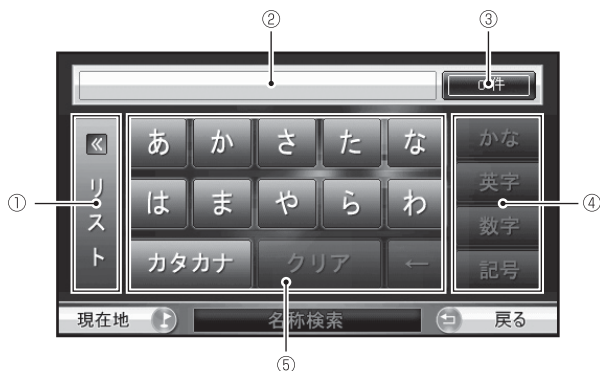 ② ③
0件
あ か さ た な かな
は ま や ら わ 英字
数字
カタカナ クリア ← 記号
« リスト
① ④
現在地 名称検索 戻る
⑤